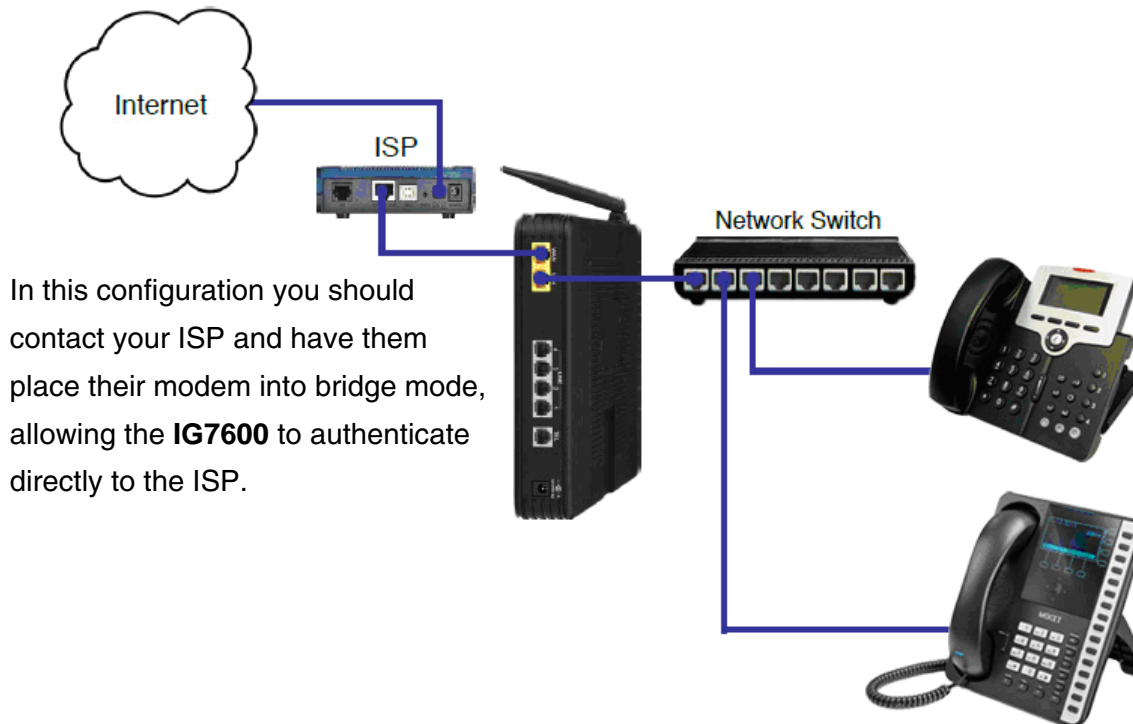 Internet
ISP
Network Switch
In this configuration you should
contact your ISP and have them
place their modem into bridge mode,
allowing the IG7600 to authenticate
directly to the ISP.
MOCET